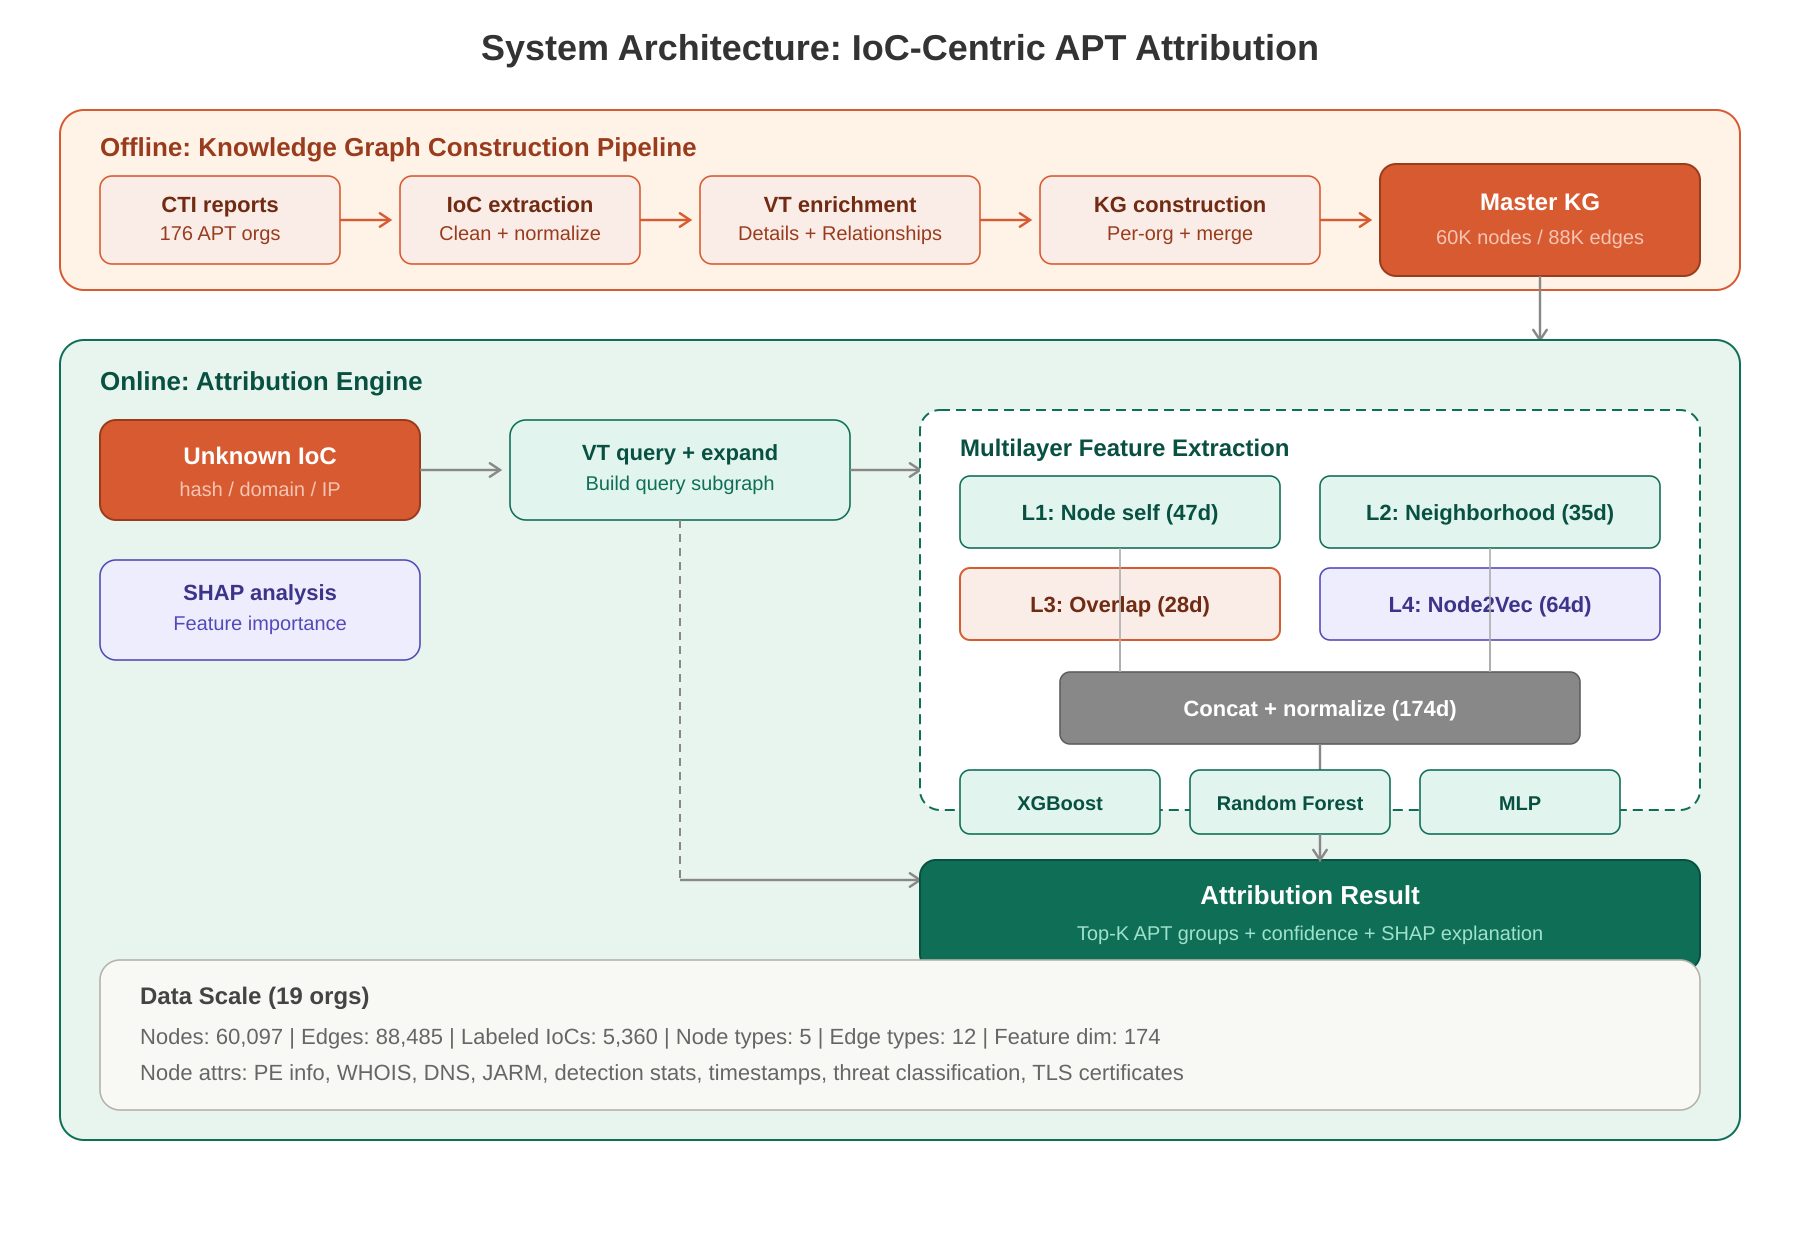 System Architecture: IoC-Centric APT Attribution
Offline: Knowledge Graph Construction Pipeline
CTI reports
176 APT orgs
IoC extraction
Clean + normalize
VT enrichment
Details + Relationships
KG construction
Per-org + merge
Master KG
60K nodes / 88K edges
Online: Attribution Engine
Unknown IoC
hash / domain / IP
VT query + expand
Build query subgraph
SHAP analysis
Feature importance
Multilayer Feature Extraction
L1: Node self (47d)
L2: Neighborhood (35d)
L3: Overlap (28d)
L4: Node2Vec (64d)
Concat + normalize (174d)
XGBoost
Random Forest
MLP
Attribution Result
Top-K APT groups + confidence + SHAP explanation
Data Scale (19 orgs)
Nodes: 60,097 | Edges: 88,485 | Labeled IoCs: 5,360 | Node types: 5 | Edge types: 12 | Feature dim: 174
Node attrs: PE info, WHOIS, DNS, JARM, detection stats, timestamps, threat classification, TLS certificates